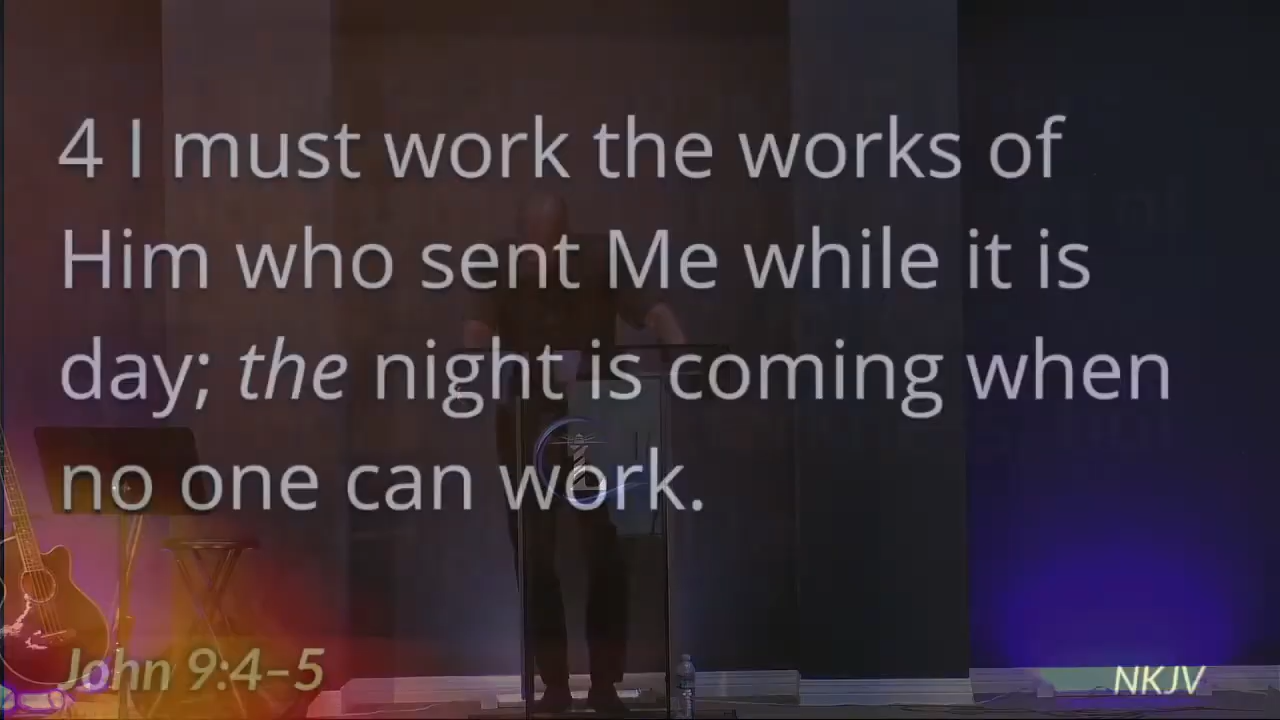 4 I must work the works of
Him who sent Me while it is
day; the night is coming when
no one can work.
John 9:4–5
NKJV